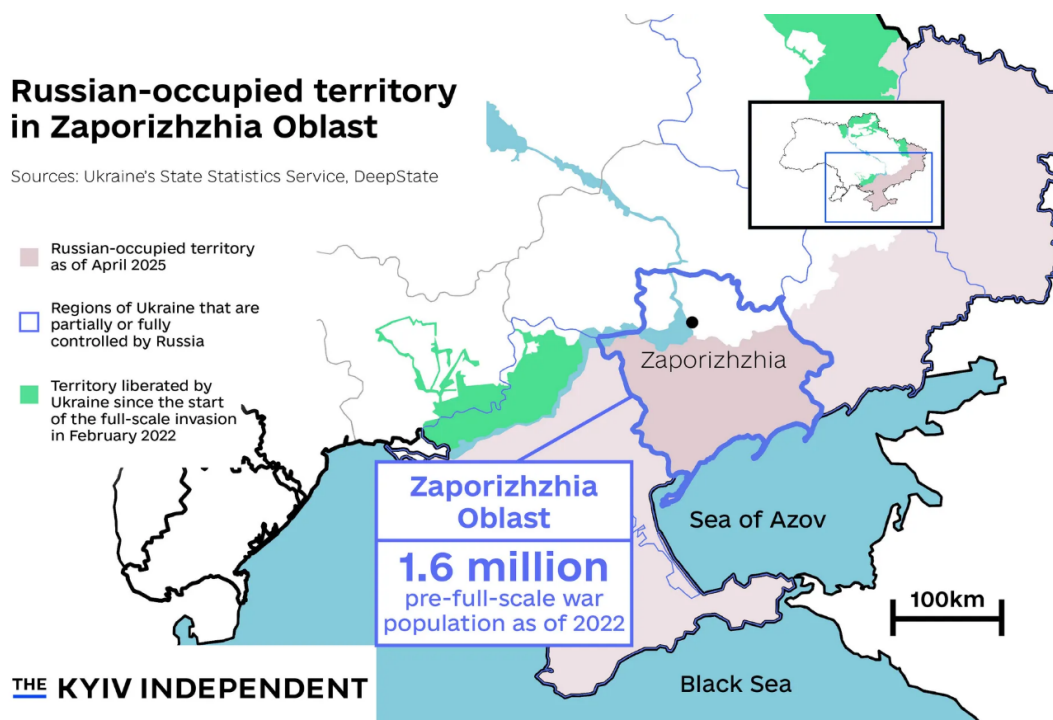 Russian-occupied territory
in Zaporizhzhia Oblast
Sources: Ukraine's State Statistics Service, DeepState
Russian-occupied territory
as of April 2025
Regions of Ukraine that are
partially or fully
controlled by Russia
Territory liberated by
Ukraine since the start
of the full-scale invasion
in February 2022
Zaporizhzhia
Zaporizhzhia
Oblast
1.6 million
pre-full-scale war
population as of 2022
Sea of Azov
100km
Black Sea
THE KYIV INDEPENDENT